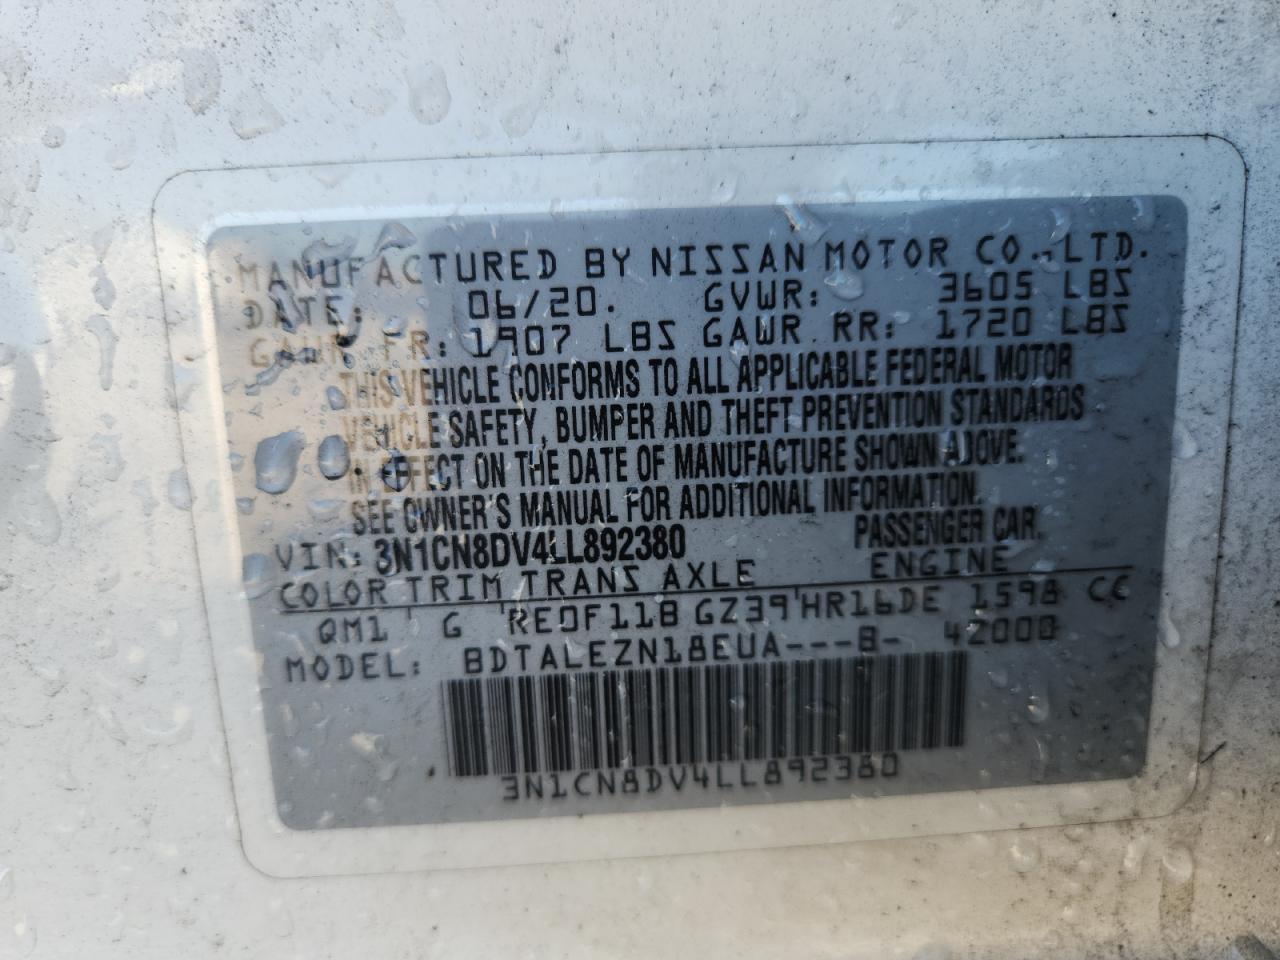 MANUFACTURED BY NISSAN MOTOR CO., LTD.
DATE: 06/20. GVWR: 3605 LBS
GAWR FR: 1907 LBS GAWR RR: 1720 LBS
THIS VEHICLE CONFORMS TO ALL APPLICABLE FEDERAL MOTOR
VEHICLE SAFETY, BUMPER AND THEFT PREVENTION STANDARDS
IN EFFECT ON THE DATE OF MANUFACTURE SHOWN ABOVE.
SEE OWNER'S MANUAL FOR ADDITIONAL INFORMATION.
VIN: 3N1CN8DV4LL892380 PASSENGER CAR.
COLOR TRIM TRANS AXLE ENGINE
QM1 G RE0F11B GZ39 HR16DE 1598 CC
MODEL: BDTALEZN18EUA---B- 42000
3N1CN8DV4LL892380